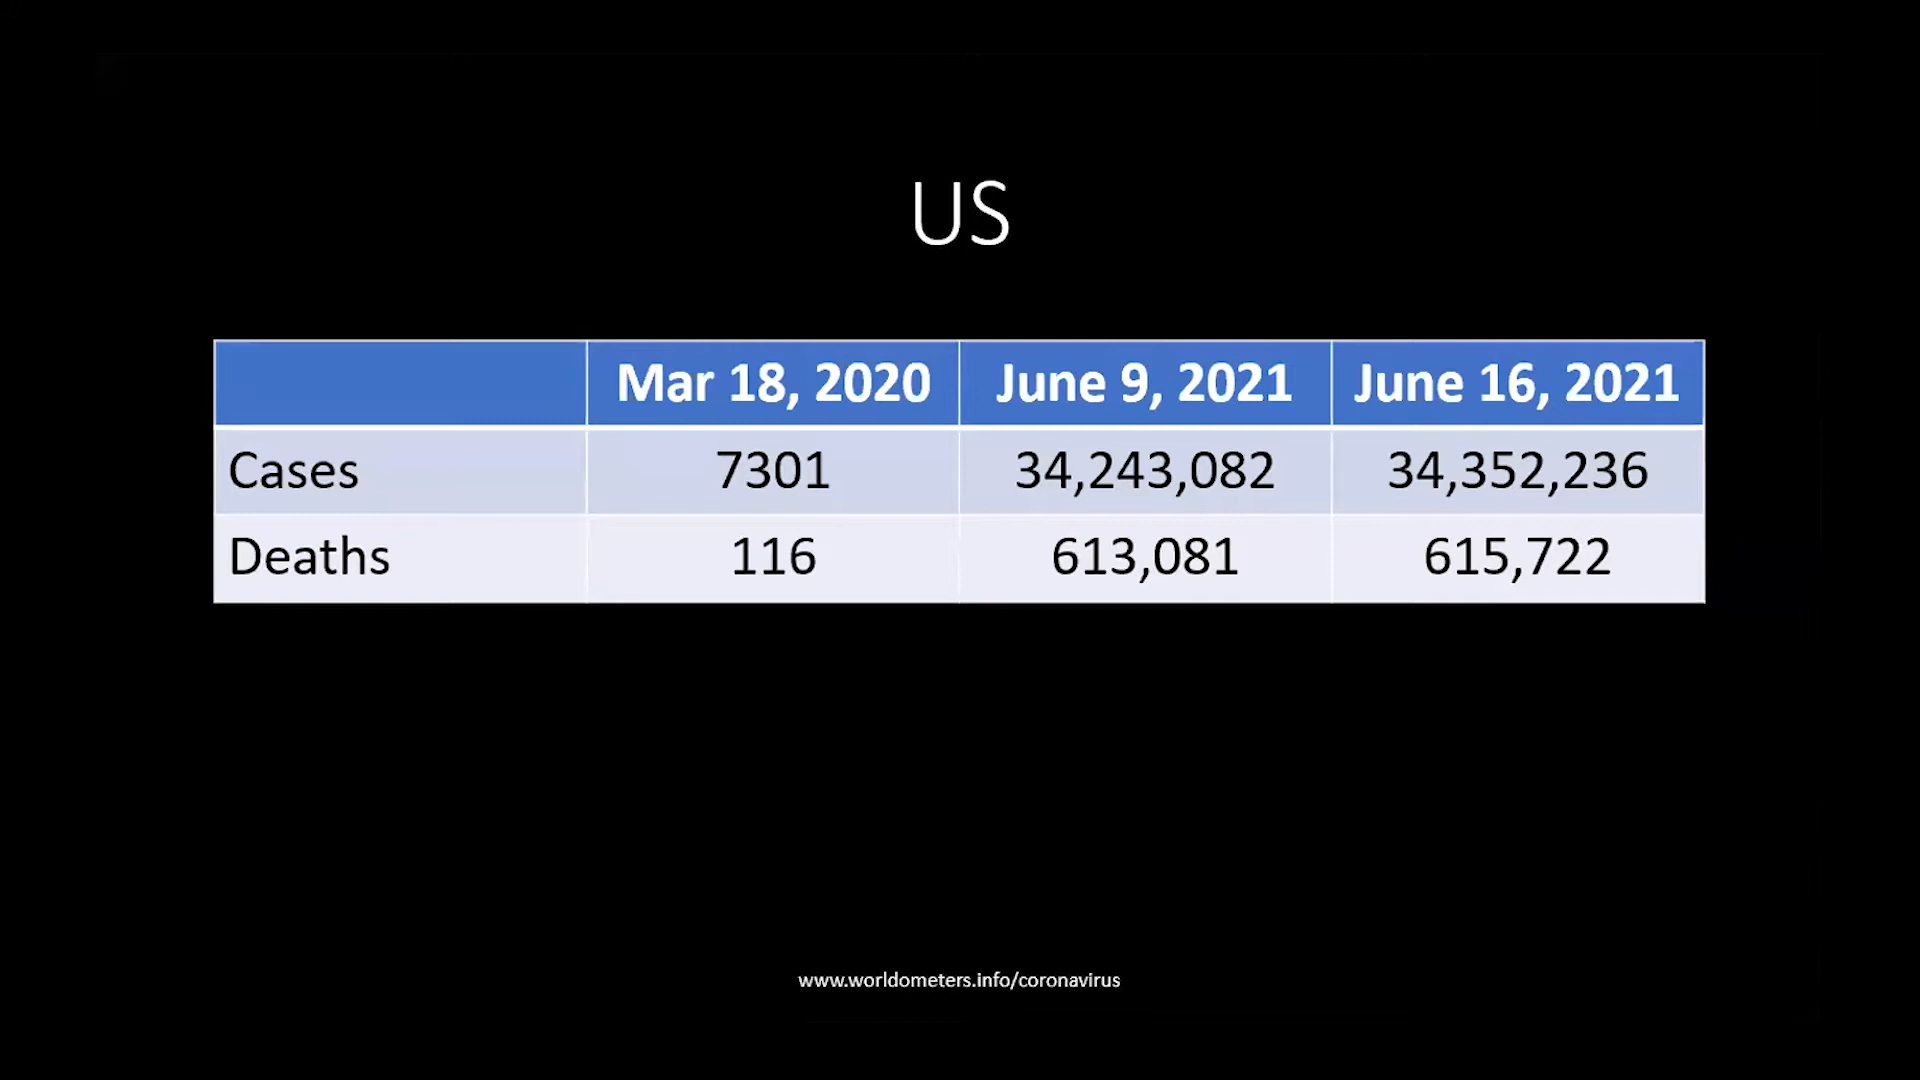 US
Mar 18, 2020 June 9, 2021 June 16, 2021
Cases 7301 34,243,082 34,352,236
Deaths 116 613,081 615,722
www.worldometers.info/coronavirus